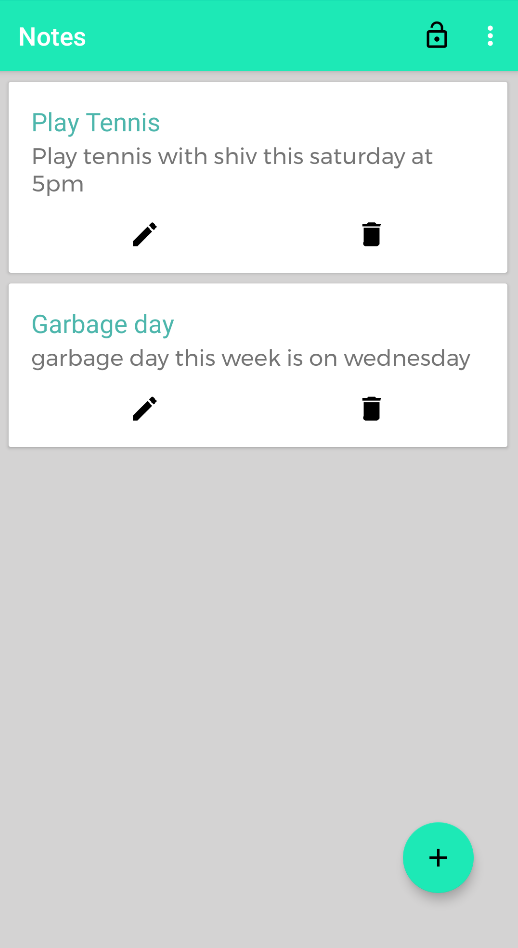 Notes
Play Tennis
Play tennis with shiv this saturday at
5pm
Garbage day
garbage day this week is on wednesday